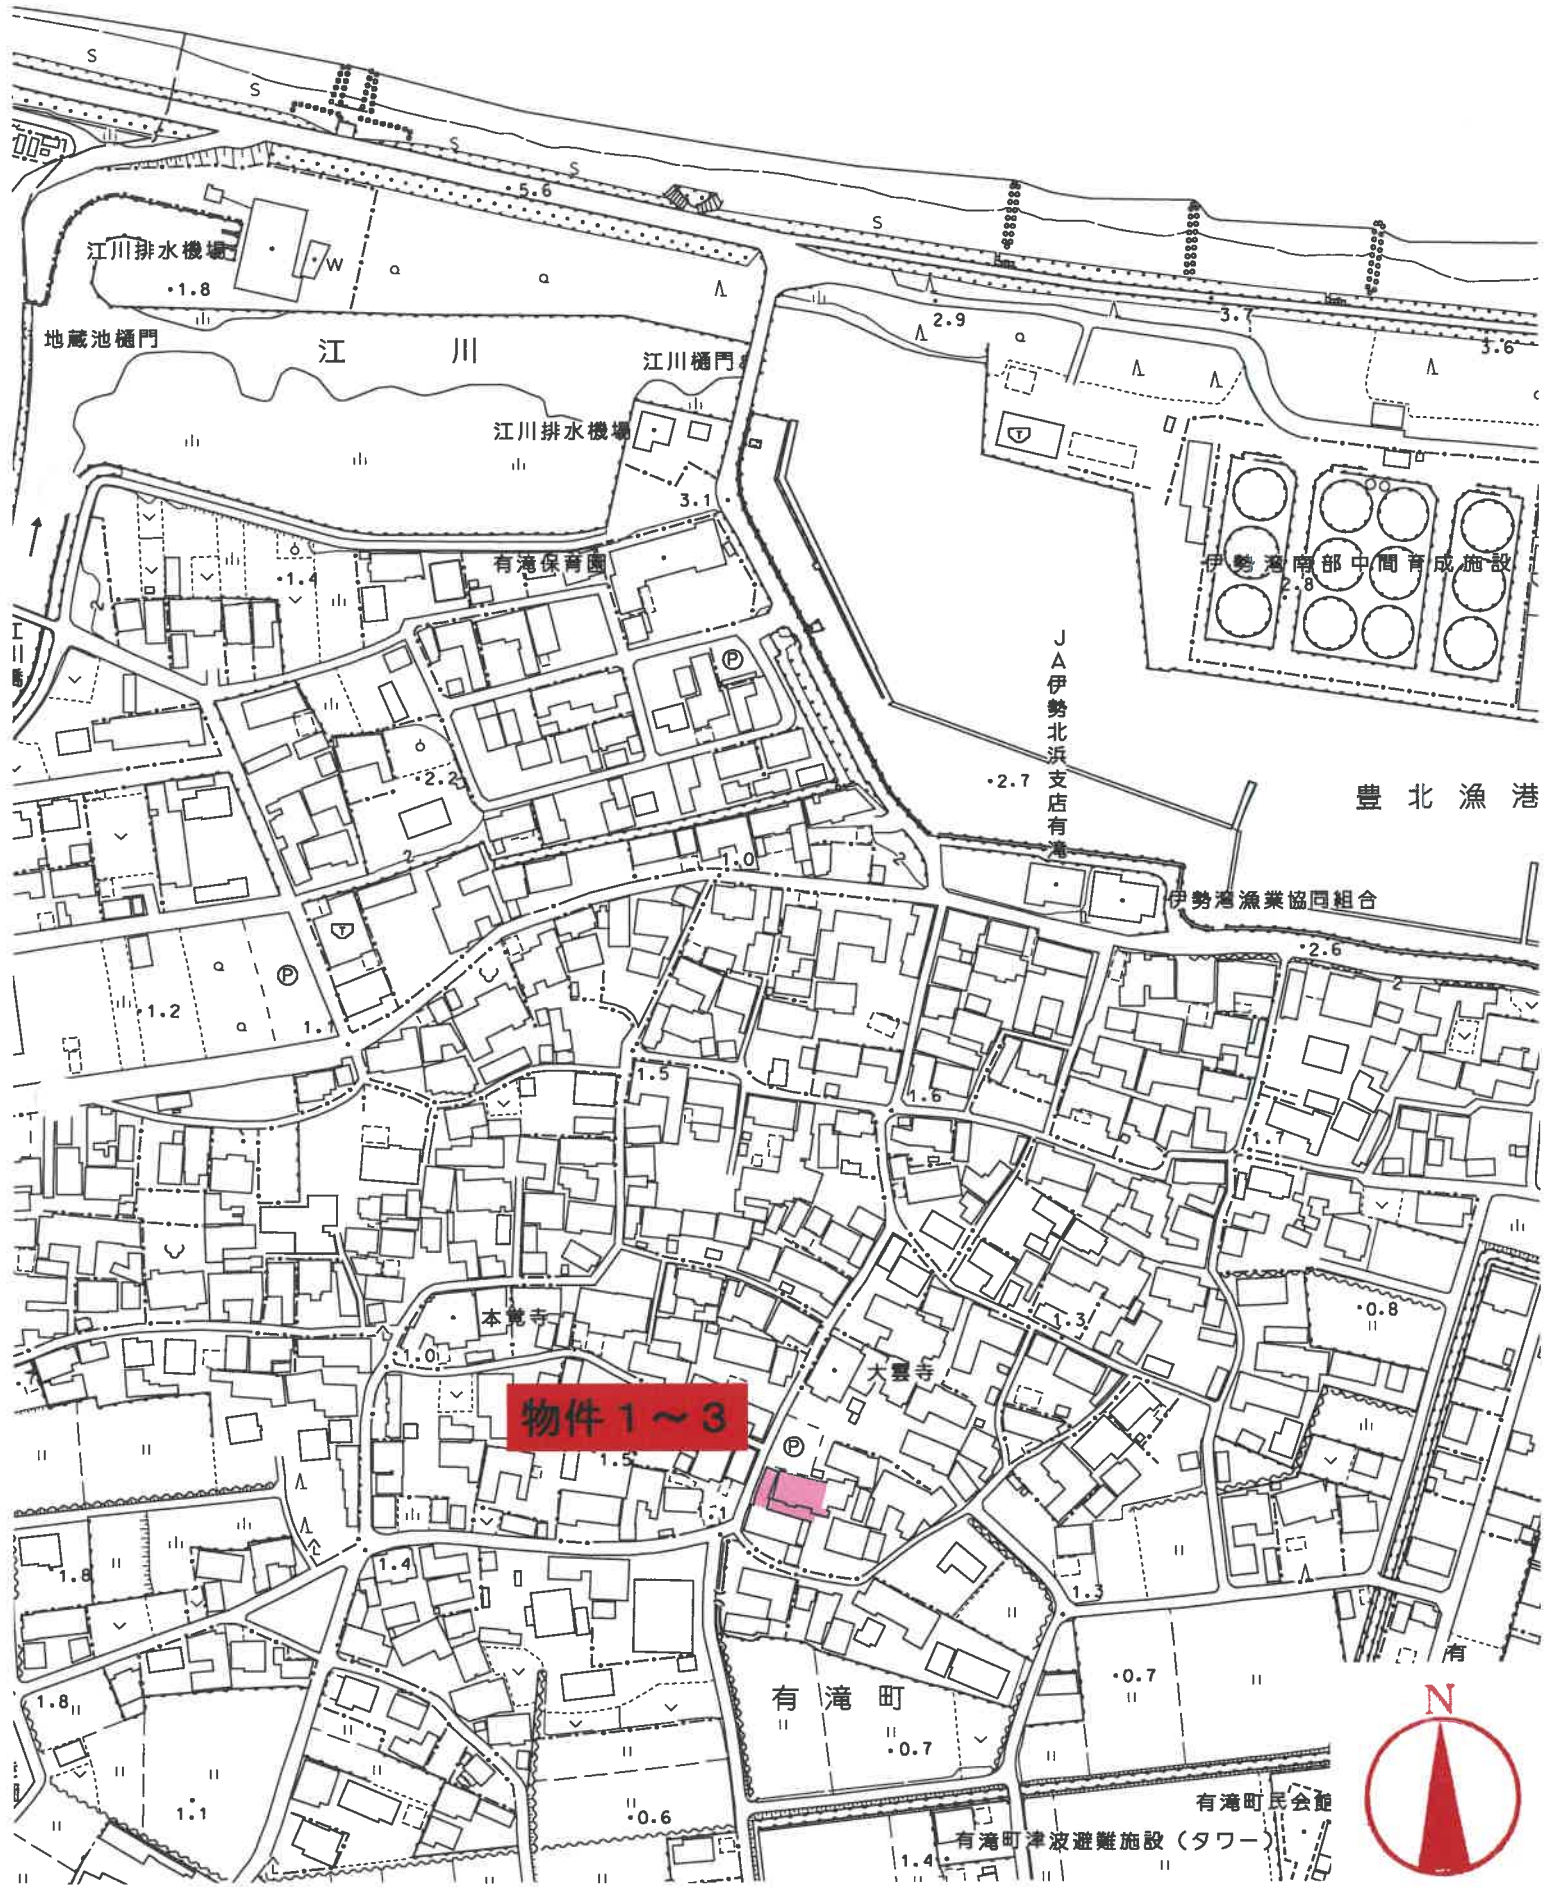 S
S
S
S
・5.6
S
江川排水機場
W
・1.8
2.9
3.7
3.6
地蔵池樋門
江川
江川樋門
江川排水機場
3.1
有滝保育園
・1.4
伊勢湾南部中間育成施設
2.8
JA伊勢北浜支店有滝
江川橋
P
・2.2
・2.7
豊北漁港
2
1.0
伊勢湾漁業協同組合
・2.6
2
P
・1.2
1.1
1.5
1.6
1.7
本覚寺
1.3
・0.8
1.0
大雲寺
物件1～3
1.5
P
・1
・1.8
1.4
1.3
有
1.8
有滝町
・0.7
・0.7
N
1.1
・0.6
有滝町民会館
有滝町津波避難施設(タワー)
1.4